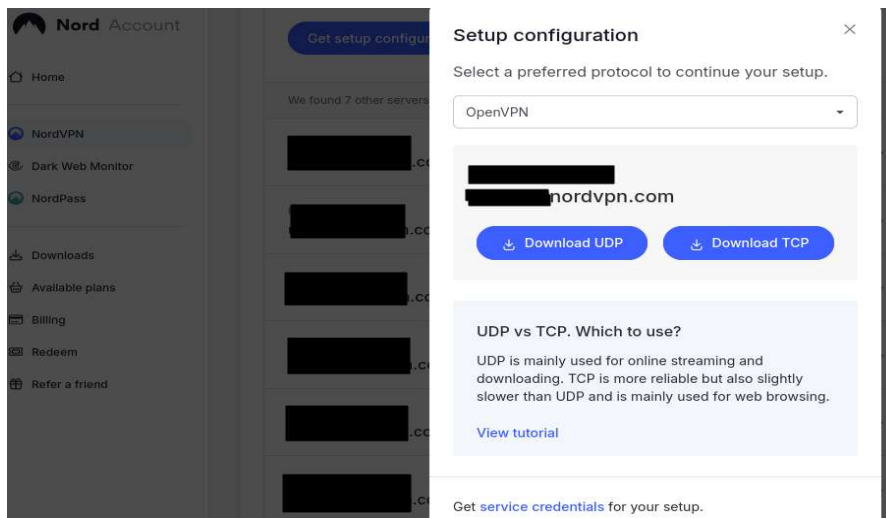 Nord Account
Home
NordVPN
Dark Web Monitor
NordPass
Downloads
Available plans
Billing
Redeem
Refer a friend
Get setup configur
We found 7 other servers
.co
.cc
.cc
.c
.cc
.c
Setup configuration
Select a preferred protocol to continue your setup.
OpenVPN
nordvpn.com
Download UDP
Download TCP
UDP vs TCP. Which to use?
UDP is mainly used for online streaming and
downloading. TCP is more reliable but also slightly
slower than UDP and is mainly used for web browsing.
View tutorial
Get service credentials for your setup.